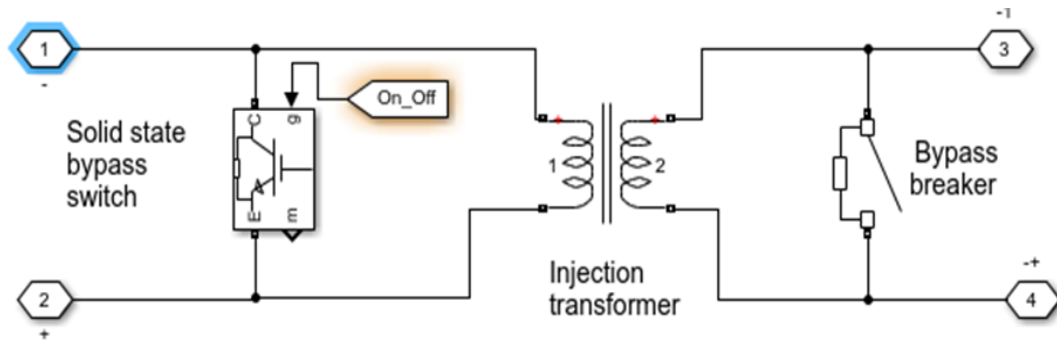 -1
1
3
-
On_Off
C
g
Solid state
bypass
switch
E
m
1
2
Bypass
breaker
Injection
transformer
-+
2
4
+